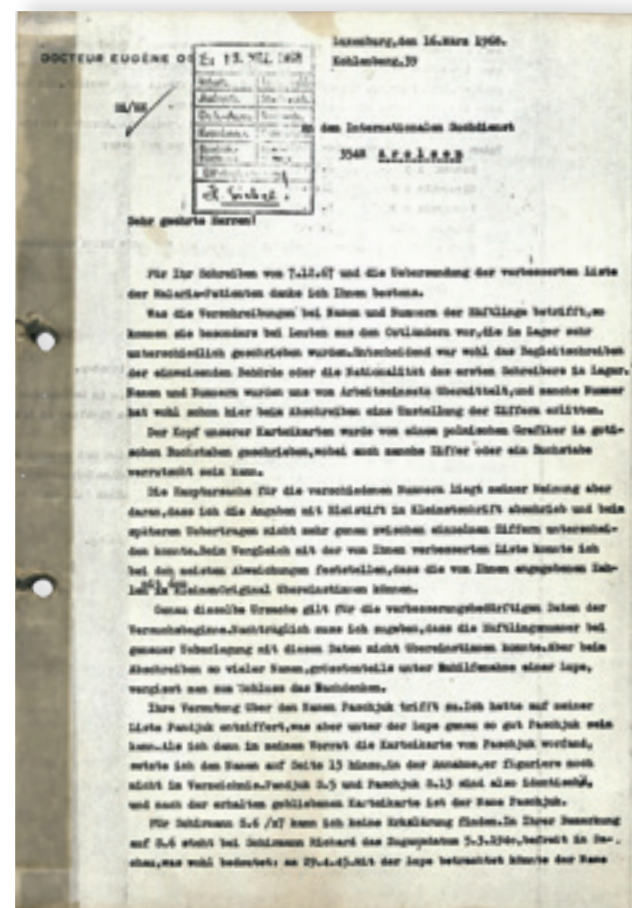 Luxemburg,den 16.März 1968.
DOCTEUR EUGÈNE
Kohlenberg,39
An den Internationalen Suchdienst
3548 A r o l s e n
Sehr geehrte Herren!
Für Ihr Schreiben vom 7.12.67 und die Uebersendung der verbesserten Liste
der Malaria-Patienten danke ich Ihnen bestens.
Was die Verschreibungen bei Namen und Nummern der Häftlinge betrifft,so
kommen sie besonders bei Leuten aus den Ostländern vor,die im Lager sehr
unterschiedlich geschrieben wurden.Entscheidend war wohl das Begleitschreiben
der einweisenden Behörde oder die Nationalität des ersten Schreibers im Lager.
Namen und Nummern wurden uns vom Arbeitseinsatz übermittelt,und manche Nummer
hat wohl schon hier beim Abschreiben eine Umstellung der Ziffern erlitten.
Der Kopf unserer Karteikarten wurde von einem polnischen Grafiker in goti-
schen Buchstaben geschrieben,wobei auch manche Ziffer oder ein Buchstabe
verrutscht sein kann.
Die Hauptursache für die verschiedenen Nummern liegt meiner Meinung aber
daran,dass ich die Angaben mit Bleistift in Kleinstschrift abschrieb und beim
späteren Uebertragen nicht mehr genau zwischen einzelnen Ziffern unterschei-
den konnte.Beim Vergleich mit der von Ihnen verbesserten Liste konnte ich
bei den meisten Abweichungen feststellen,dass die von Ihnen angegebenen Zah-
len mit dem kleinen Original übereinstimmen können.
Genau dieselbe Ursache gilt für die verbesserungsbedürftigen Daten der
Versuchsbeginne.Nachträglich muss ich zugeben,dass die Häftlingsnummer bei
genauer Ueberlegung mit diesen Daten nicht übereinstimmen konnte.Aber beim
Abschreiben so vieler Namen,grösstenteils unter Zuhilfenahme einer Lupe,
vergisst man zum Schluss das Nachdenken.
Ihre Vermutung über den Namen Paschjuk trifft zu.Ich hatte auf meiner
Liste Pandjuk entziffert,was aber unter der Lupe genau so gut Paschjuk sein
kann.Als ich dann in meinem Vorrat die Karteikarte von Paschjuk vorfand,
setzte ich den Namen auf Seite 13 hinzu,in der Annahme,er figuriere noch
nicht im Verzeichnis.Pandjuk S.5 und Paschjuk S.13 sind also identisch,
und nach der erhalten gebliebenen Karteikarte ist der Name Paschjuk.
Für Schirmann S.6 /27 kann ich keine Erklärung finden.In Ihrer Bemerkung
auf S.6 steht bei Schirmann Richard das Zugangsdatum 5.3.1940,befreit in Da-
chau,was wohl bedeutet: am 29.4.45.Mit der Lupe betrachtet könnte der Name